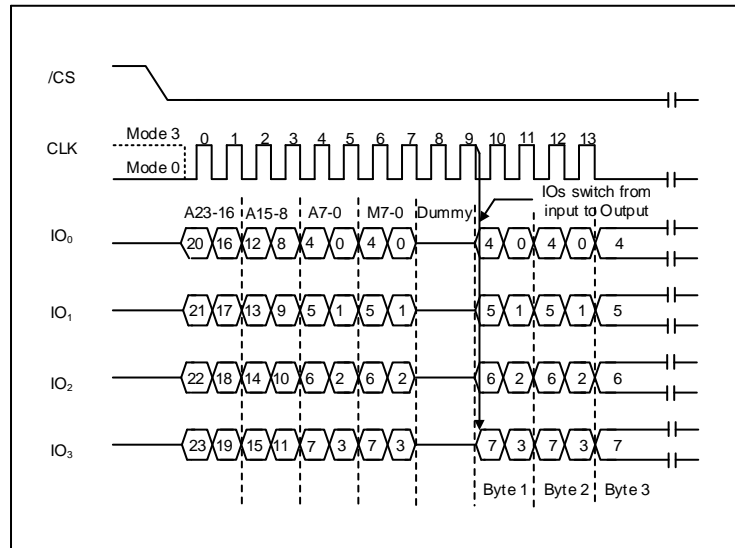 /CS
CLK Mode 3 0 1 2 3 4 5 6 7 8 9 10 11 12 13
Mode 0
IOs switch from
input to Output
A23-16 A15-8 A7-0 M7-0 Dummy
IO0 20 16 12 8 4 0 4 0 4 0 4 0 4
IO1 21 17 13 9 5 1 5 1 5 1 5 1 5
IO2 22 18 14 10 6 2 6 2 6 2 6 2 6
IO3 23 19 15 11 7 3 7 3 7 3 7 3 7
Byte 1 Byte 2 Byte 3